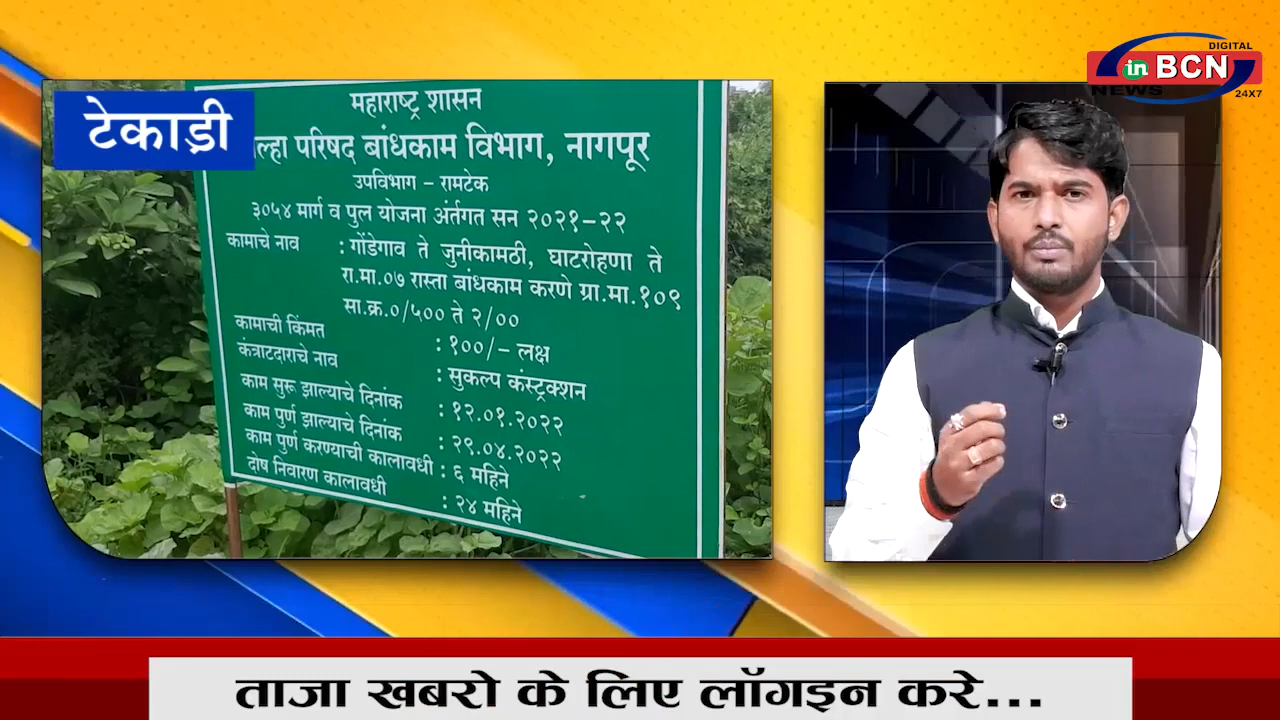 DIGITAL
in BCN
NEWS
24X7
टेकाड़ी
महाराष्ट्र शासन
ल्हा परिषद बांधकाम विभाग, नागपूर
उपविभाग – रामटेक
३०५४ मार्ग व पुल योजना अंर्तगत सन २०२१–२२
कामाचे नाव : गोंडेगाव ते जुनीकामठी, घाटरोहणा ते
रा.मा.०७ रास्ता बांधकाम करणे ग्रा.मा.१०९
सा.क्र.०/५०० ते २/००
कामाची किंमत : १००/– लक्ष
कंत्राटदाराचे नाव : सुकल्प कंस्ट्रक्शन
काम सुरू झाल्याचे दिनांक : १२.०१.२०२२
काम पुर्ण झाल्याचे दिनांक : २९.०४.२०२२
काम पुर्ण करण्याची कालावधी : ६ महिने
दोष निवारण कालावधी : २४ महिने
ताजा खबरो के लिए लॉगइन करे...